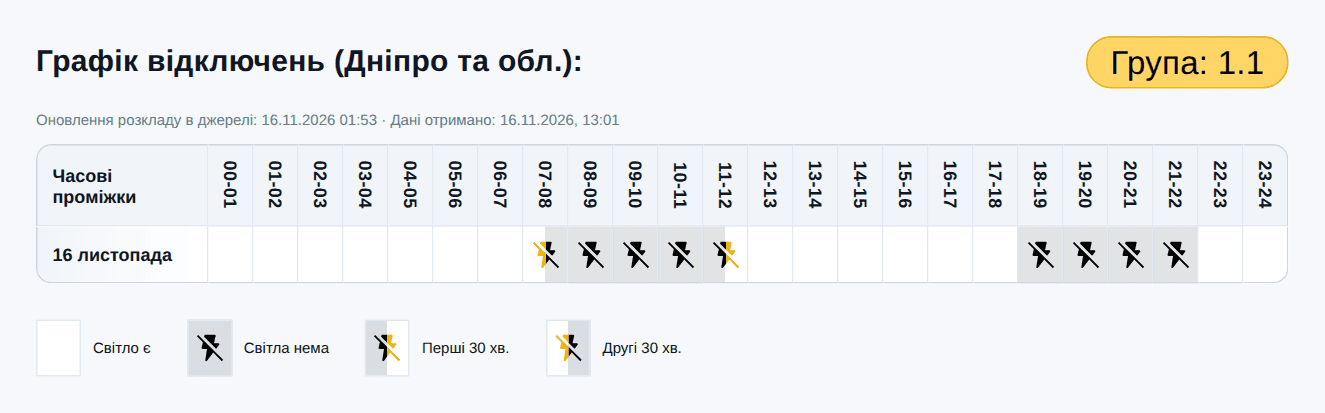 Графік відключень (Дніпро та обл.):
Група: 1.1
Оновлення розкладу в джерелі: 16.11.2026 01:53 · Дані отримано: 16.11.2026, 13:01
Часові
проміжки
00-01
01-02
02-03
03-04
04-05
05-06
06-07
07-08
08-09
09-10
10-11
11-12
12-13
13-14
14-15
15-16
16-17
17-18
18-19
19-20
20-21
21-22
22-23
23-24
16 листопада
Світло є
Світла нема
Перші 30 хв.
Другі 30 хв.